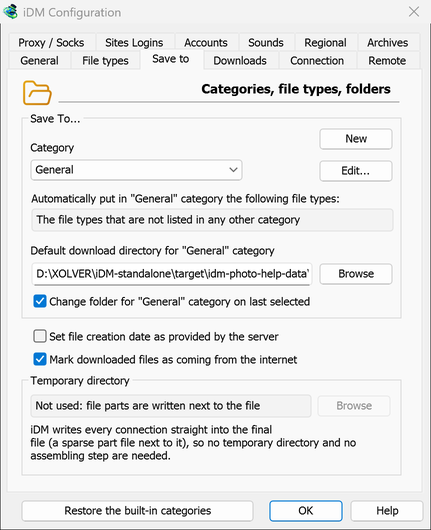 iDM Configuration
Proxy / Socks
Sites Logins
Accounts
Sounds
Regional
Archives
General
File types
Save to
Downloads
Connection
Remote
Categories, file types, folders
Save To...
New
Category
General
Edit...
Automatically put in "General" category the following file types:
The file types that are not listed in any other category
Default download directory for "General" category
D:\XOLVER\iDM-standalone\target\idm-photo-help-data\
Browse
Change folder for "General" category on last selected
Set file creation date as provided by the server
Mark downloaded files as coming from the internet
Temporary directory
Not used: file parts are written next to the file
Browse
iDM writes every connection straight into the final
file (a sparse part file next to it), so no temporary directory and no
assembling step are needed.
Restore the built-in categories
OK
Help